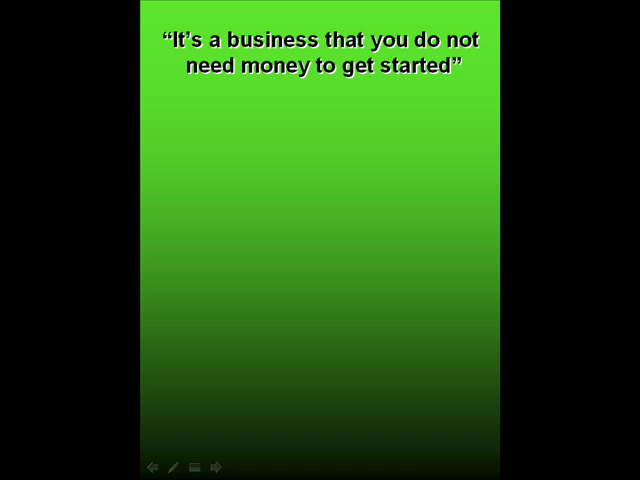 “It’s a business that you do not
need money to get started”